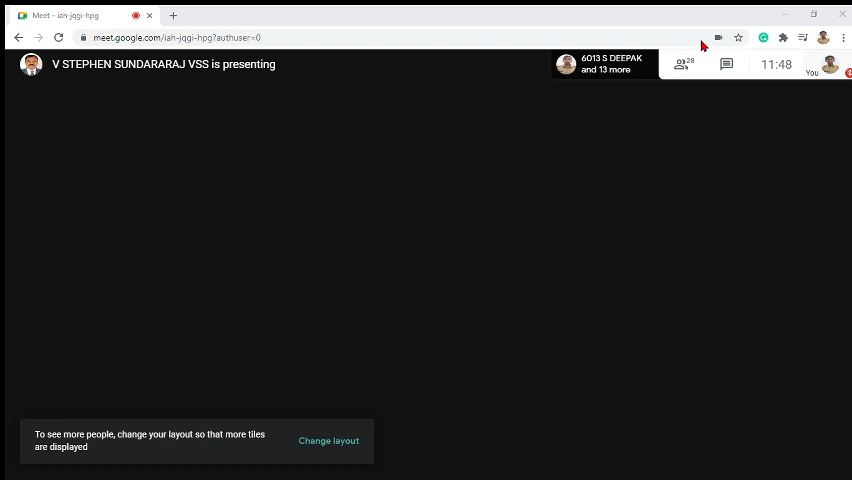 Meet – iah-jqgi-hpg
meet.google.com/iah-jqgi-hpg?authuser=0
V STEPHEN SUNDARARAJ VSS is presenting
6013 S DEEPAK
and 13 more
28
11:48
You
To see more people, change your layout so that more tiles
are displayed
Change layout